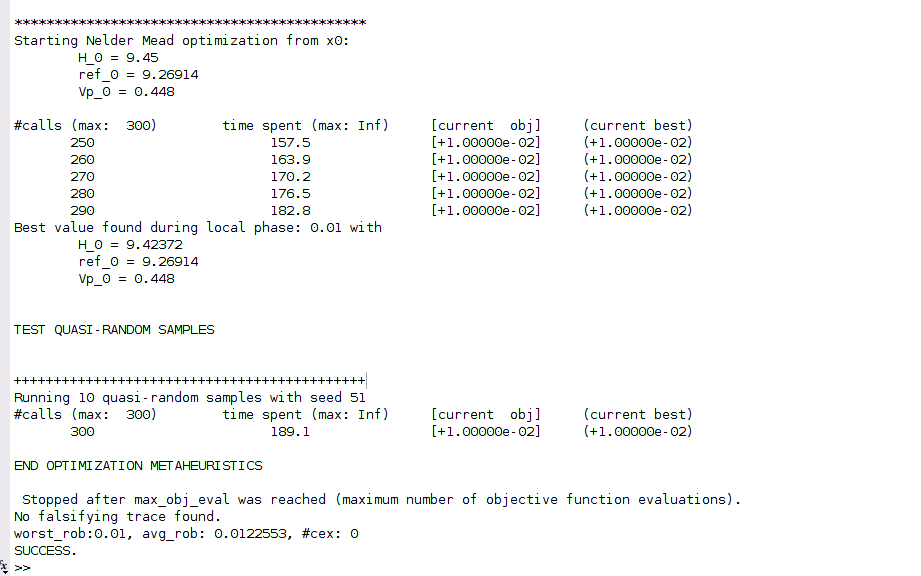 ********************************************
Starting Nelder Mead optimization from x0:
H_0 = 9.45
ref_0 = 9.26914
Vp_0 = 0.448
#calls (max:  300) time spent (max: Inf) [current  obj] (current best)
250 157.5 [+1.00000e-02] (+1.00000e-02)
260 163.9 [+1.00000e-02] (+1.00000e-02)
270 170.2 [+1.00000e-02] (+1.00000e-02)
280 176.5 [+1.00000e-02] (+1.00000e-02)
290 182.8 [+1.00000e-02] (+1.00000e-02)
Best value found during local phase: 0.01 with
H_0 = 9.42372
ref_0 = 9.26914
Vp_0 = 0.448
TEST QUASI-RANDOM SAMPLES
++++++++++++++++++++++++++++++++++++++++++++
Running 10 quasi-random samples with seed 51
#calls (max:  300) time spent (max: Inf) [current  obj] (current best)
300 189.1 [+1.00000e-02] (+1.00000e-02)
END OPTIMIZATION METAHEURISTICS
Stopped after max_obj_eval was reached (maximum number of objective function evaluations).
No falsifying trace found.
worst_rob:0.01, avg_rob: 0.0122553, #cex: 0
SUCCESS.
fx >>